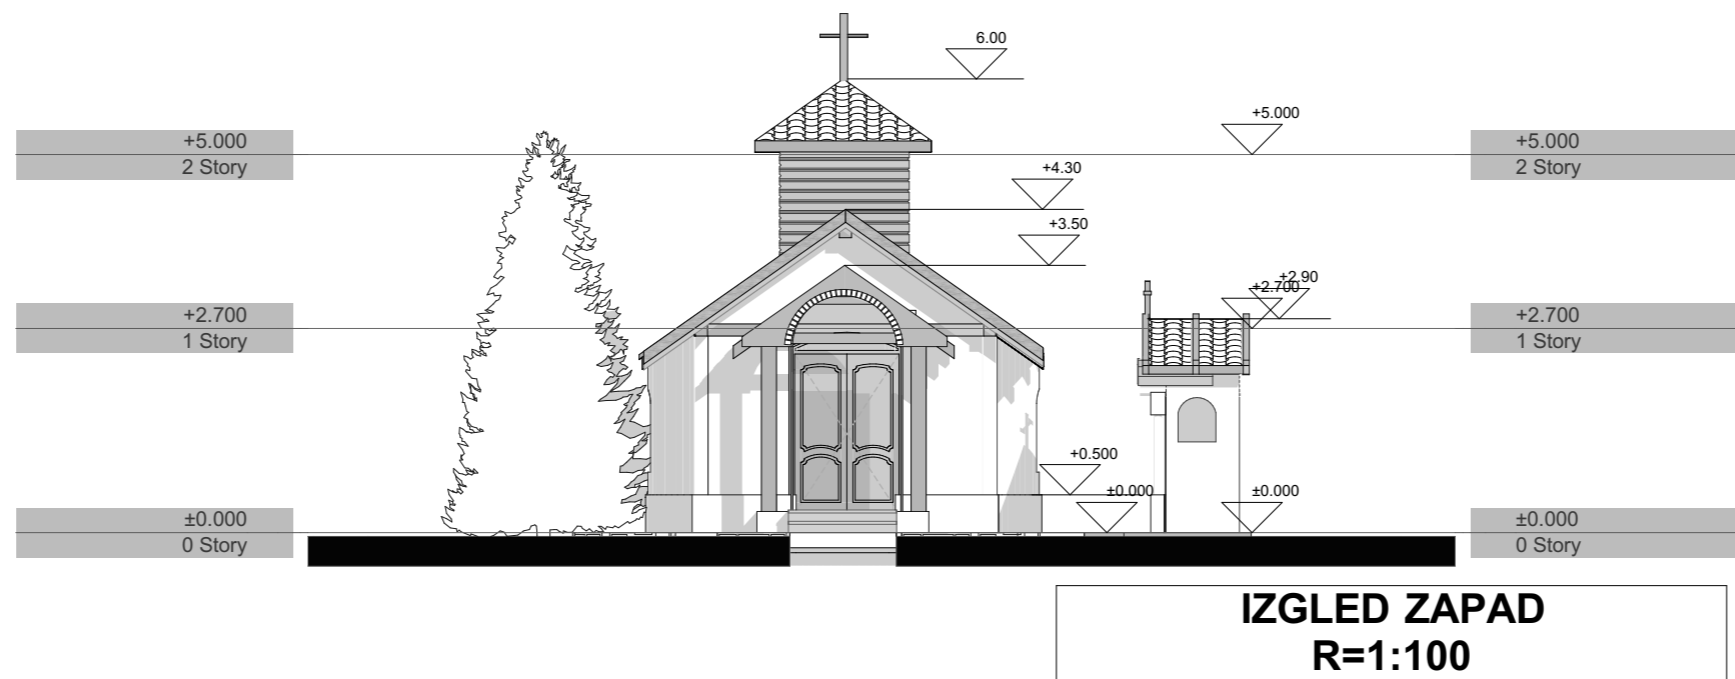 6.00
+5.000
+5.000
2 Story
+5.000
2 Story
+4.30
+3.50
+2.90
+2.700
+2.700
1 Story
+2.700
1 Story
+0.500
±0.000
±0.000
±0.000
0 Story
±0.000
0 Story
IZGLED ZAPAD
R=1:100